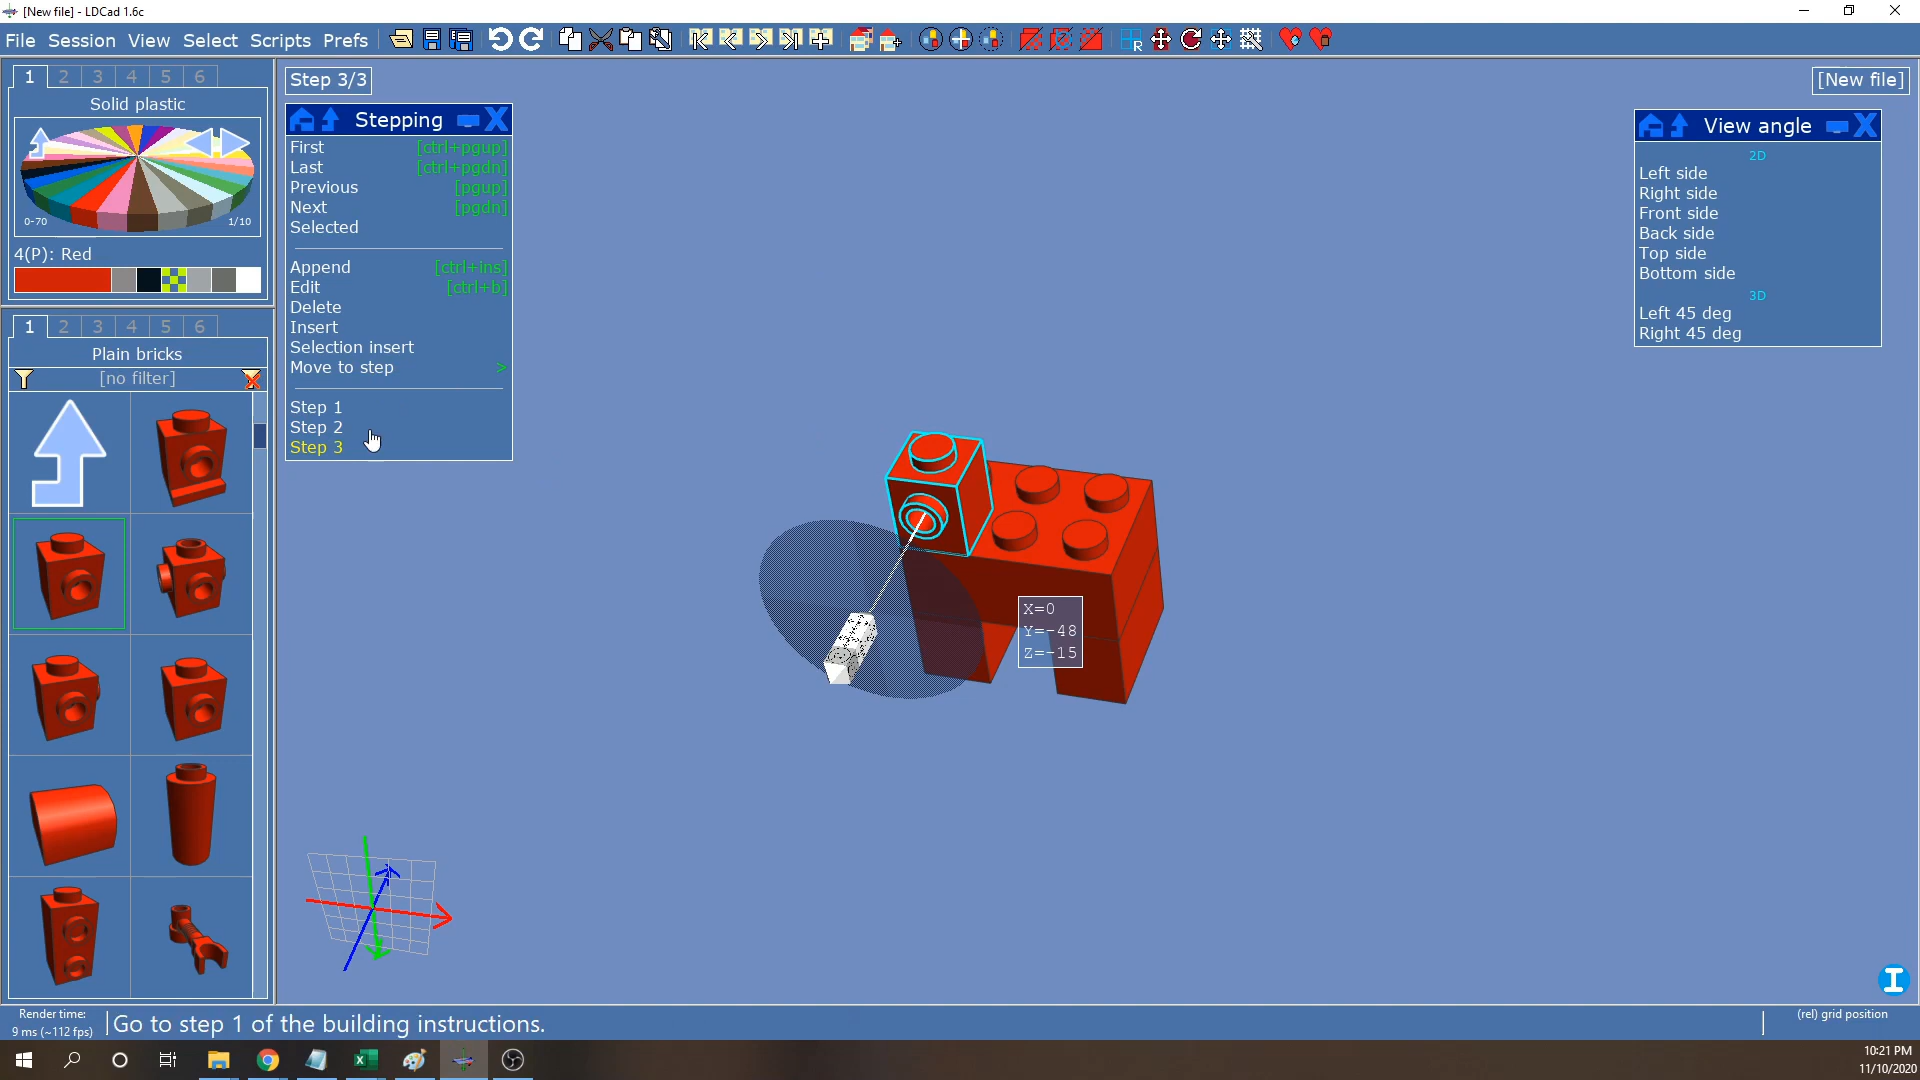 [New file] - LDCad 1.6c
File Session View Select Scripts Prefs
1 2 3 4 5 6
Solid plastic
0-70 1/10
4(P): Red
1 2 3 4 5 6
Plain bricks
[no filter]
Step 3/3
Stepping
First [ctrl+pgup]
Last [ctrl+pgdn]
Previous [pgup]
Next [pgdn]
Selected
Append [ctrl+ins]
Edit [ctrl+b]
Delete
Insert
Selection insert
Move to step >
Step 1
Step 2
Step 3
X=0
Y=-48
Z=-15
[New file]
View angle
2D
Left side
Right side
Front side
Back side
Top side
Bottom side
3D
Left 45 deg
Right 45 deg
Render time:
9 ms (~112 fps)
Go to step 1 of the building instructions.
(rel) grid position
10:21 PM
11/10/2020